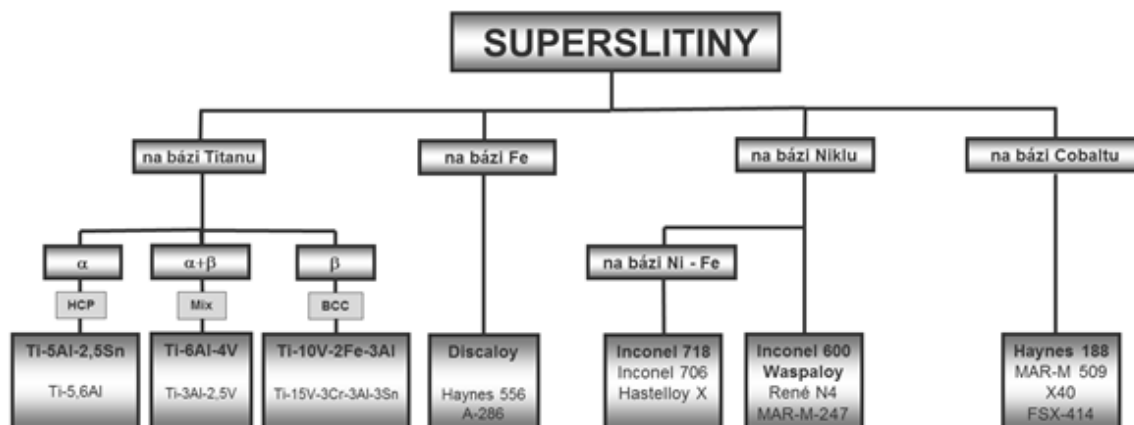 SUPERSLITINY
na bázi Titanu
na bázi Fe
na bázi Niklu
na bázi Cobaltu
α
α+β
β
na bázi Ni - Fe
HCP
Mix
BCC
Ti-5Al-2,5Sn
Ti-5,6Al
Ti-6Al-4V
Ti-3Al-2,5V
Ti-10V-2Fe-3Al
Ti-15V-3Cr-3Al-3Sn
Discaloy
Haynes 556
A-286
Inconel 718
Inconel 706
Hastelloy X
Inconel 600
Waspaloy
René N4
MAR-M-247
Haynes 188
MAR-M 509
X40
FSX-414